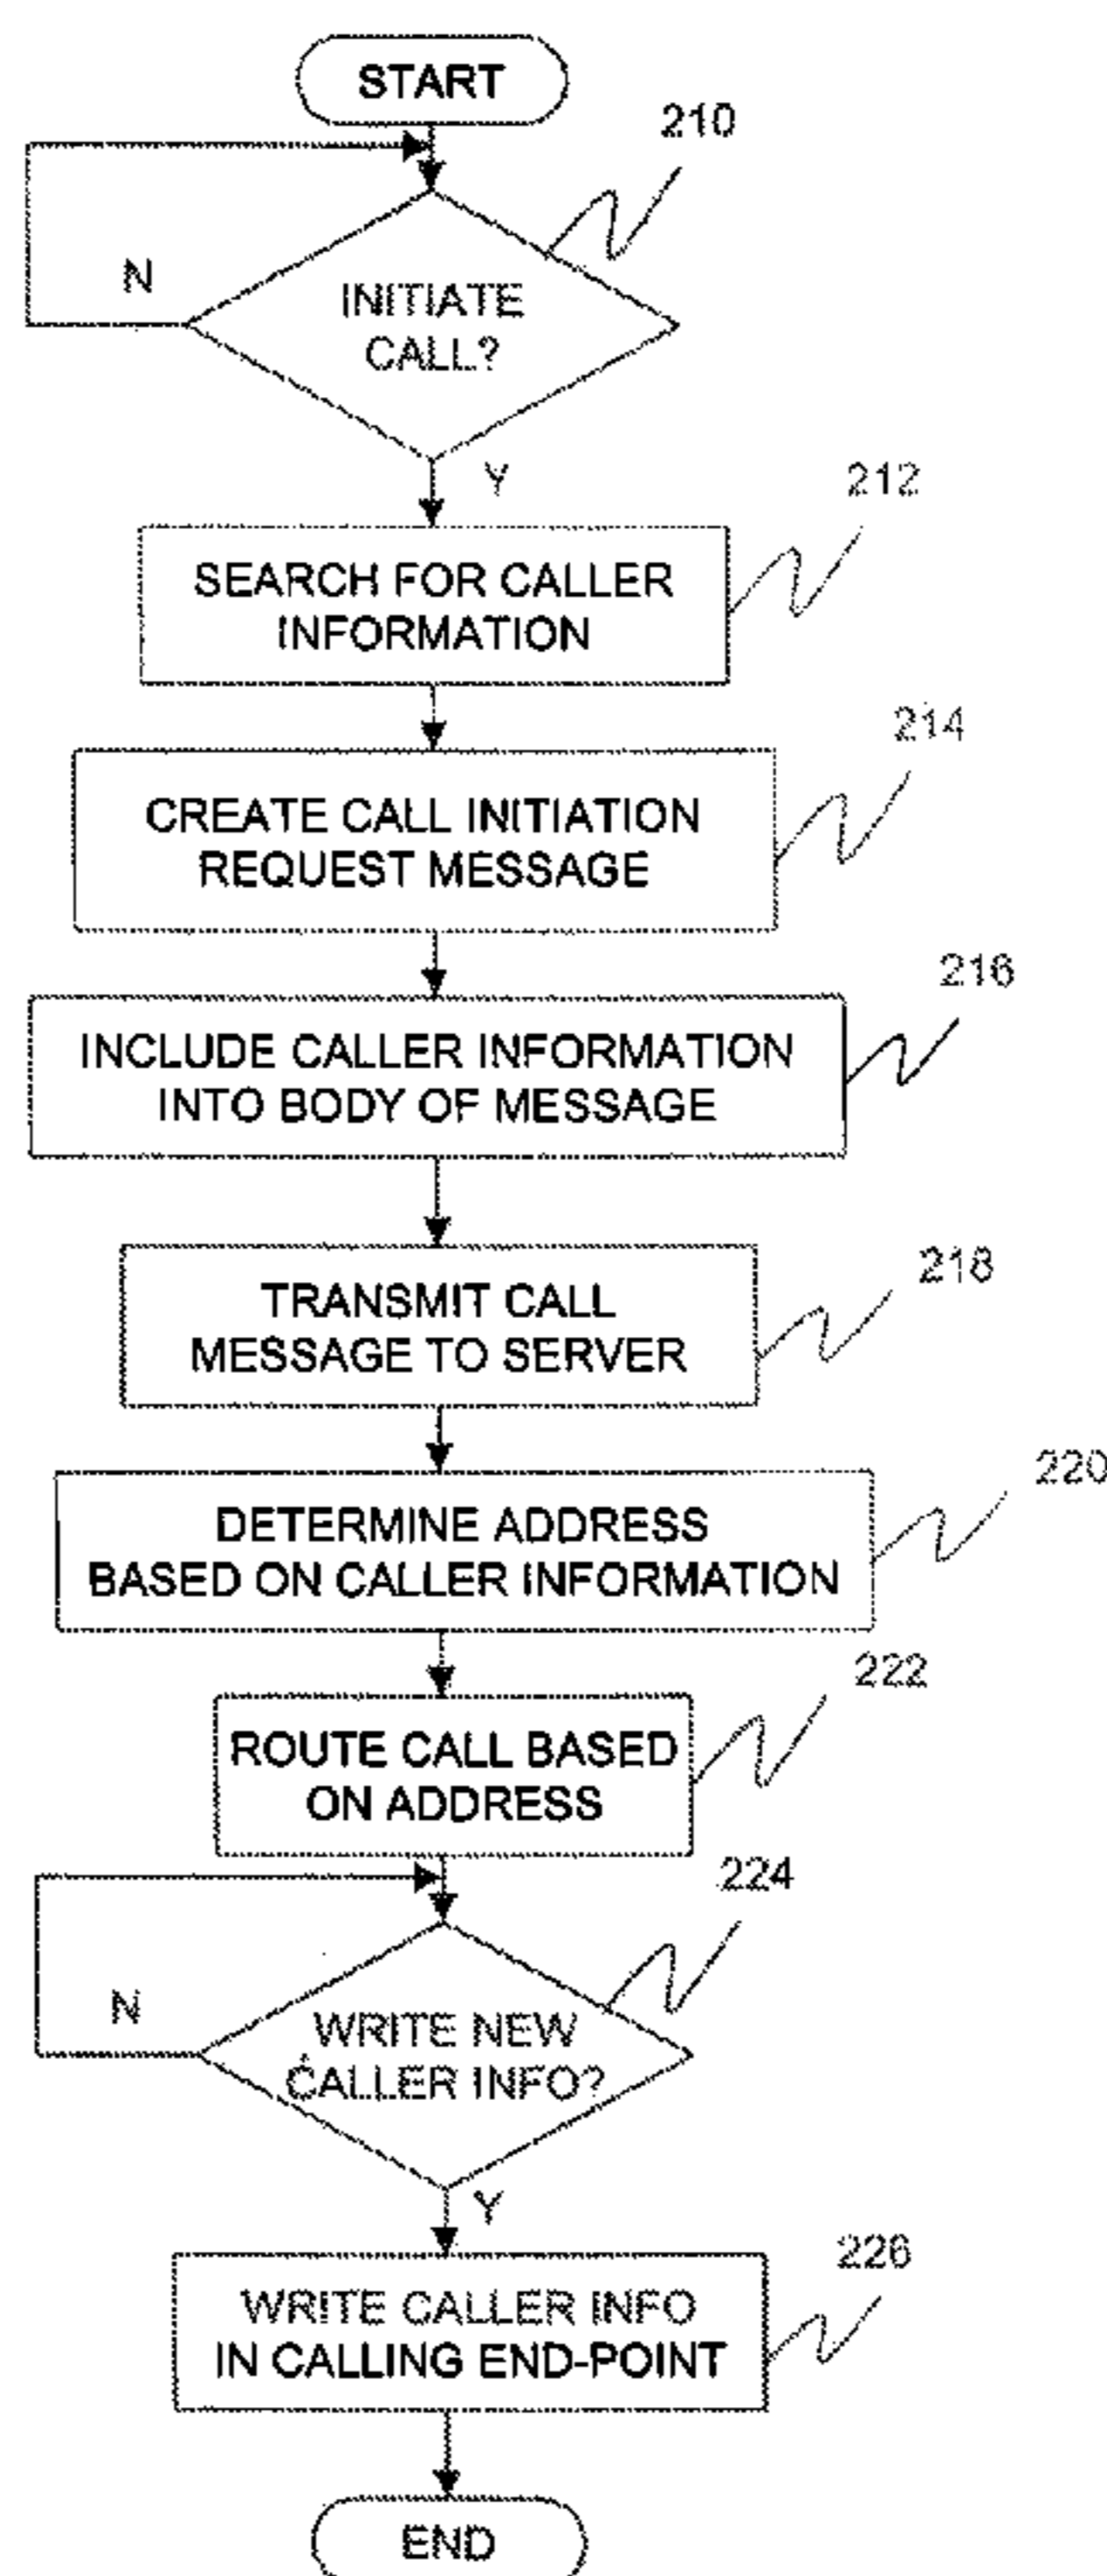 START
210
N
INITIATE
CALL?
Y
212
SEARCH FOR CALLER
INFORMATION
214
CREATE CALL INITIATION
REQUEST MESSAGE
216
INCLUDE CALLER INFORMATION
INTO BODY OF MESSAGE
218
TRANSMIT CALL
MESSAGE TO SERVER
220
DETERMINE ADDRESS
BASED ON CALLER INFORMATION
222
ROUTE CALL BASED
ON ADDRESS
224
N
WRITE NEW
CALLER INFO?
Y
226
WRITE CALLER INFO
IN CALLING END-POINT
END